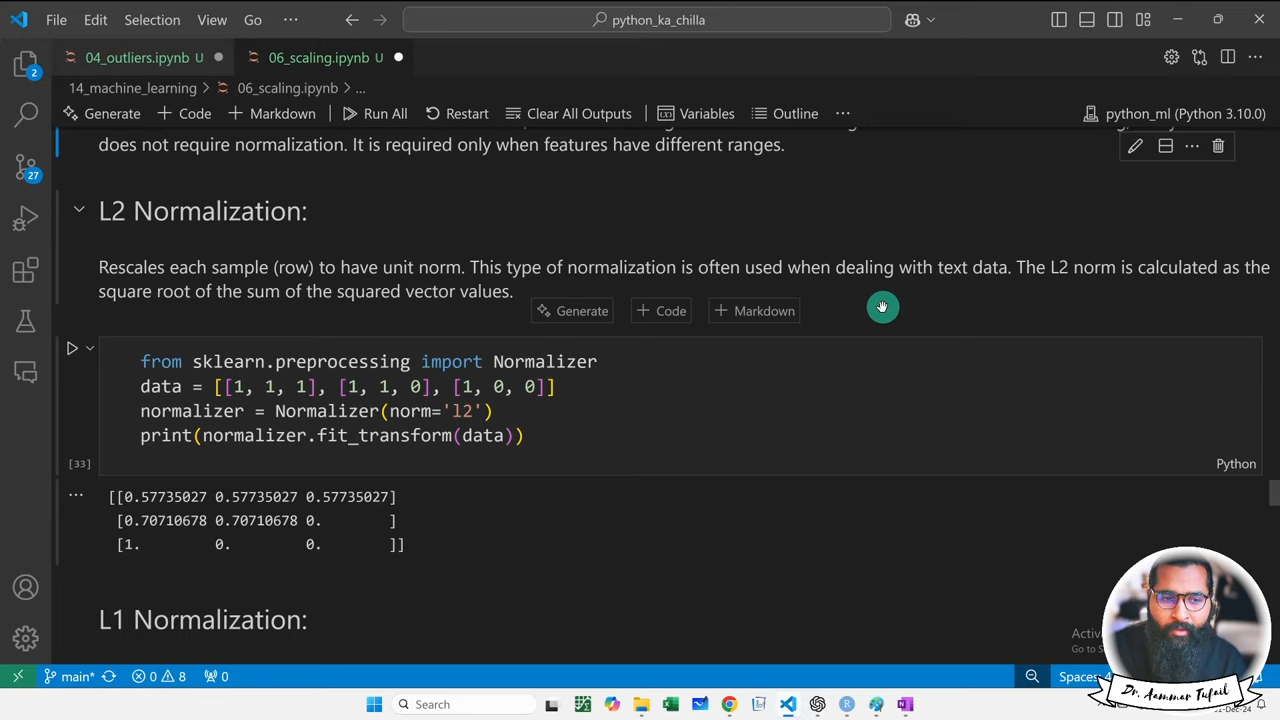 File Edit Selection View Go ··· python_ka_chilla
04_outliers.ipynb U 06_scaling.ipynb U
14_machine_learning > 06_scaling.ipynb > ...
Generate + Code + Markdown Run All Restart Clear All Outputs Variables Outline ··· python_ml (Python 3.10.0)
does not require normalization. It is required only when features have different ranges.
L2 Normalization:
Rescales each sample (row) to have unit norm. This type of normalization is often used when dealing with text data. The L2 norm is calculated as the
square root of the sum of the squared vector values.
Generate + Code + Markdown
from sklearn.preprocessing import Normalizer
data = [[1, 1, 1], [1, 1, 0], [1, 0, 0]]
normalizer = Normalizer(norm='l2')
print(normalizer.fit_transform(data))
[33] Python
[[0.57735027 0.57735027 0.57735027]
[0.70710678 0.70710678 0. ]
[1. 0. 0. ]]
L1 Normalization:
2
27
main* 0 8 0 Spaces
Search
Dr. Aammar Tufail